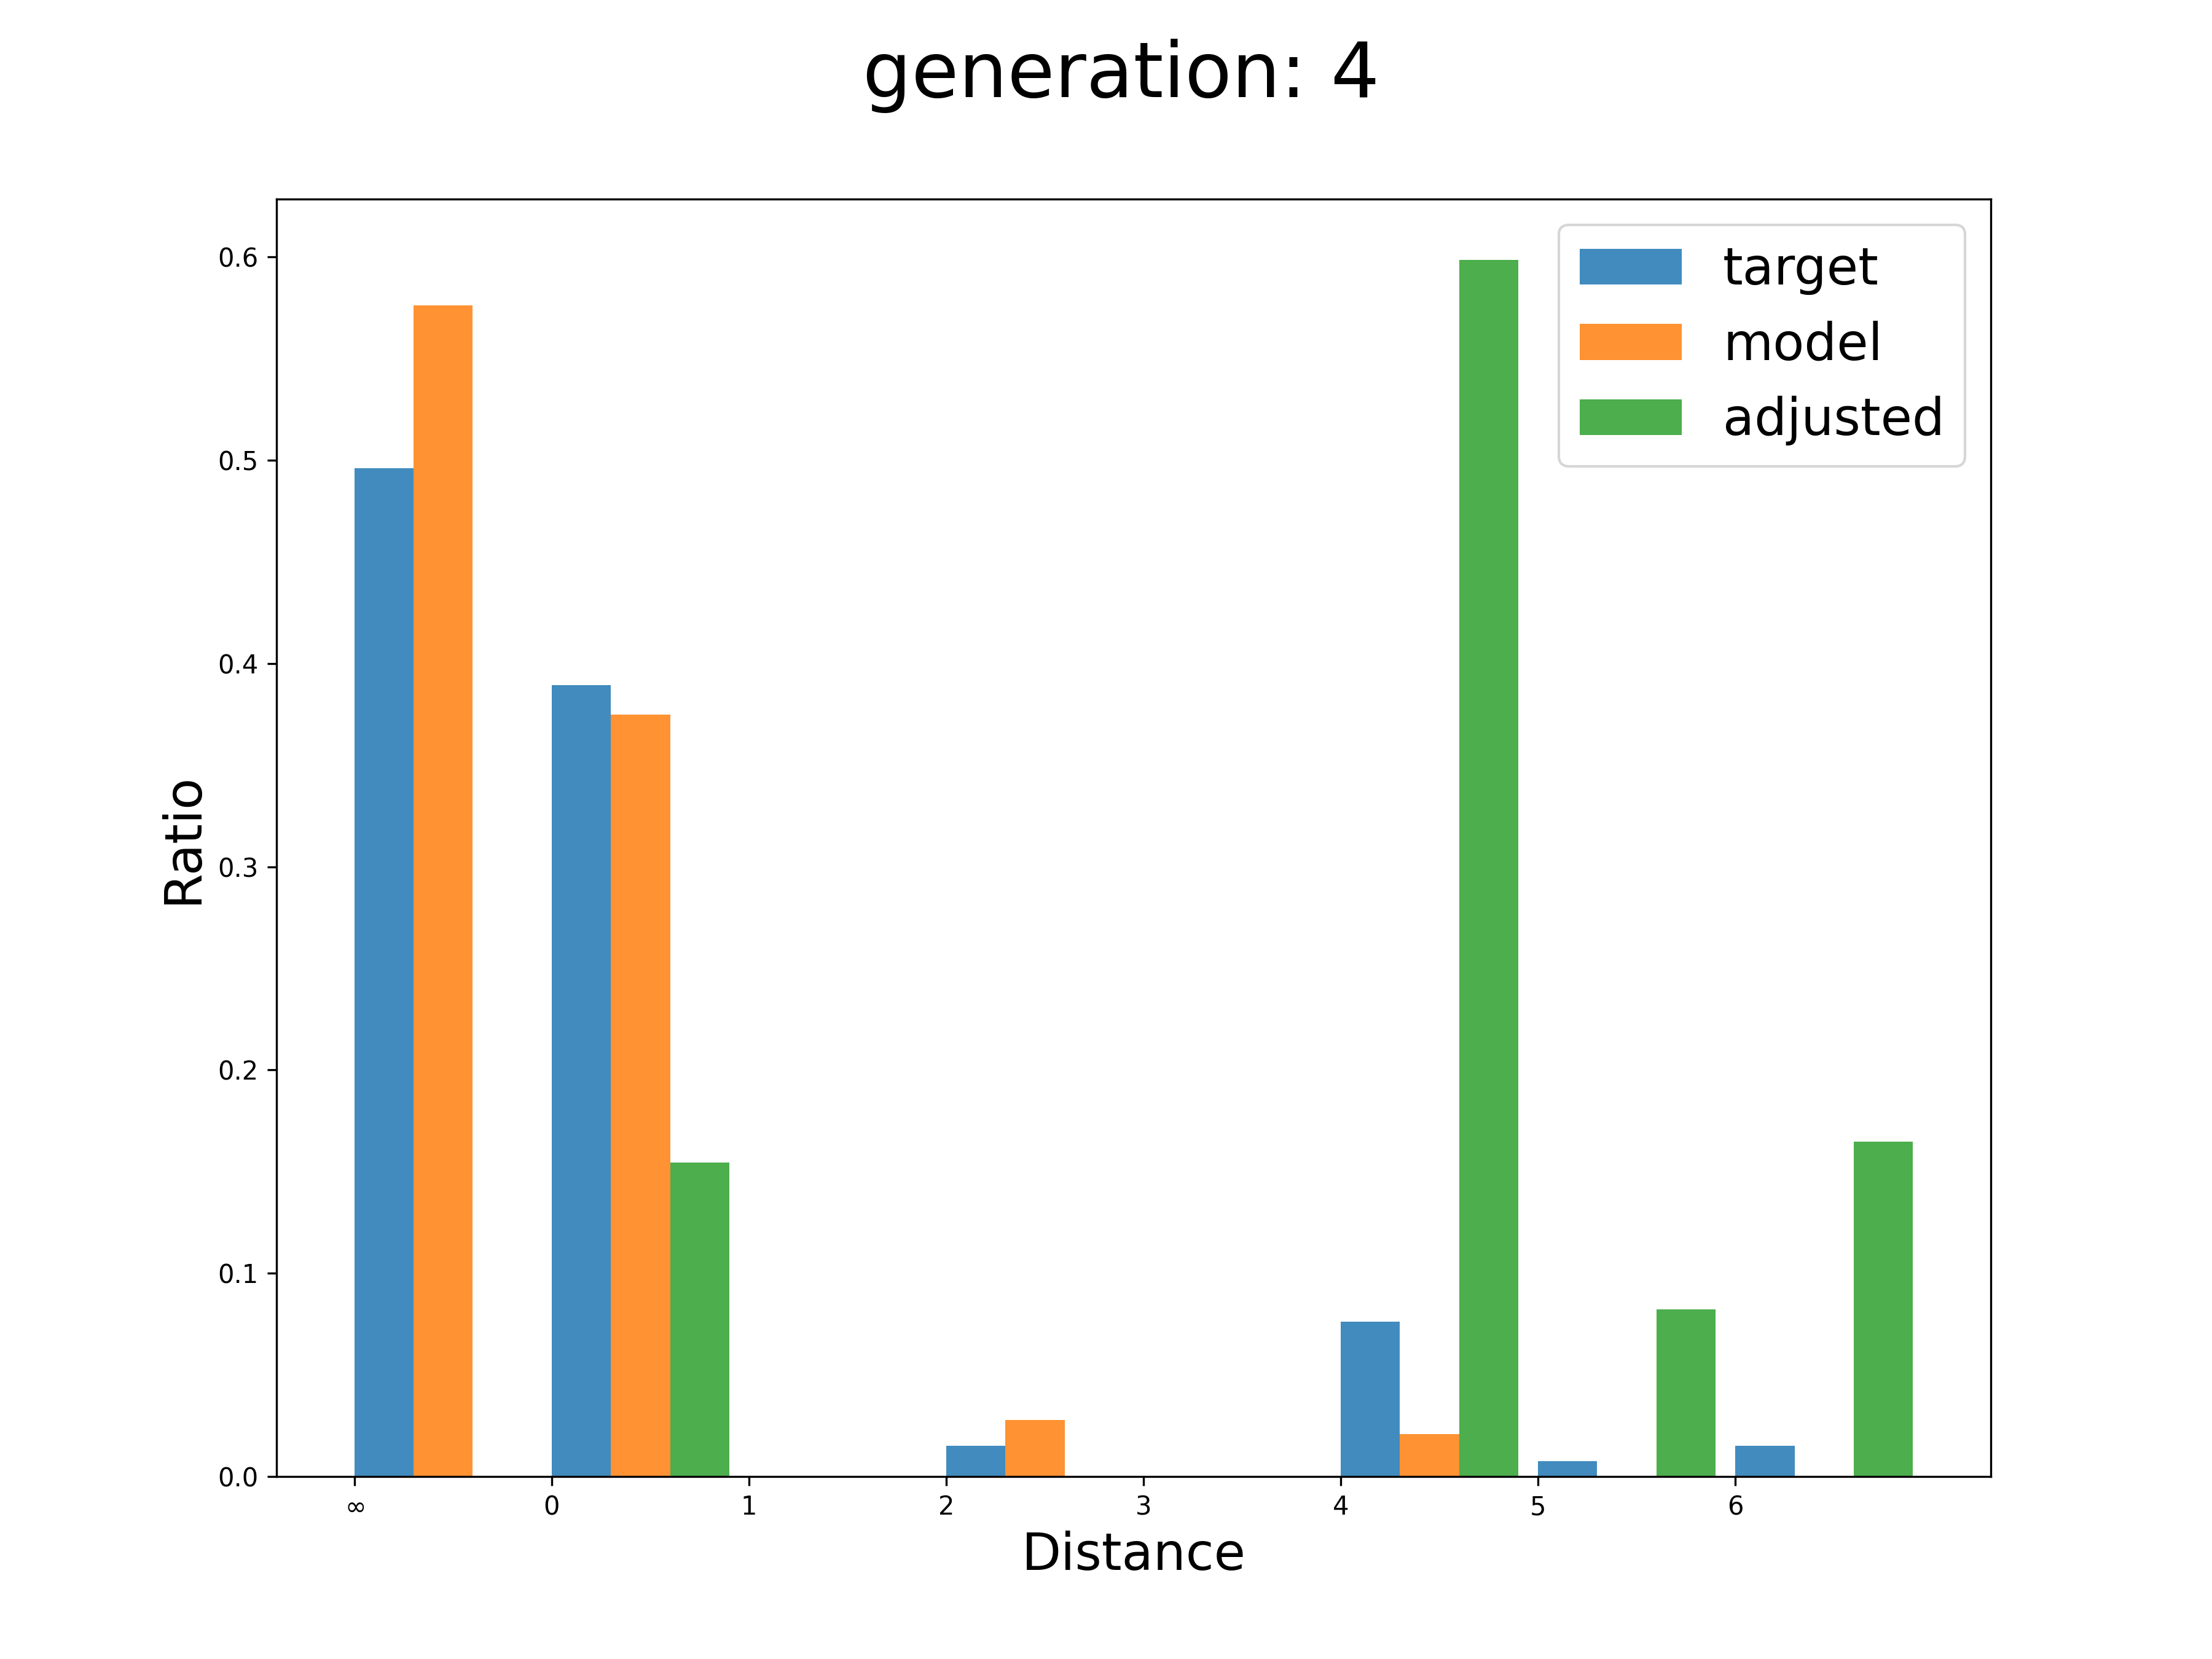 generation: 4
target
model
adjusted
0.6
0.5
0.4
0.3
0.2
0.1
0.0
Ratio
∞ 0 1 2 3 4 5 6
Distance